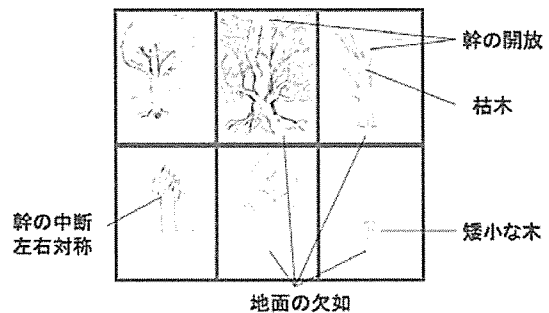 幹の開放
枯木
幹の中断
左右対称
矮小な木
地面の欠如